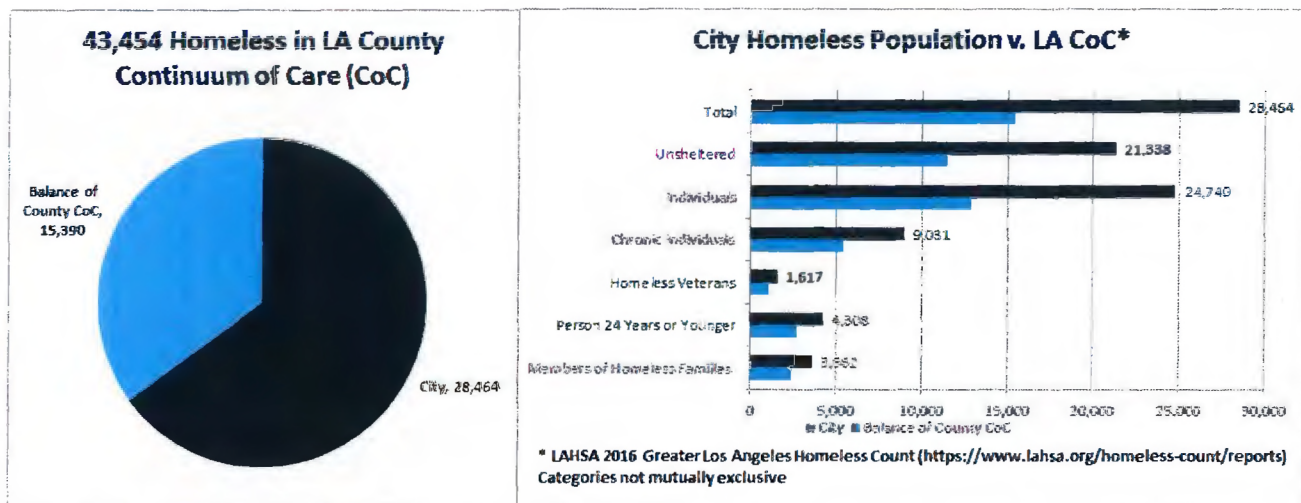 43,454 Homeless in LA County
Continuum of Care (CoC)
Balance of
County CoC,
15,390
City, 28,464
City Homeless Population v. LA CoC*
Total
28,464
Unsheltered
21,338
Individuals
24,740
Chronic Individuals
9,031
Homeless Veterans
1,617
Person 24 Years or Younger
4,308
Members of Homeless Families
0 5,000 10,000 15,000 20,000 25,000 30,000
City Balance of County CoC
* LAHSA 2016 Greater Los Angeles Homeless Count (https://www.lahsa.org/homeless-count/reports)
Categories not mutually exclusive